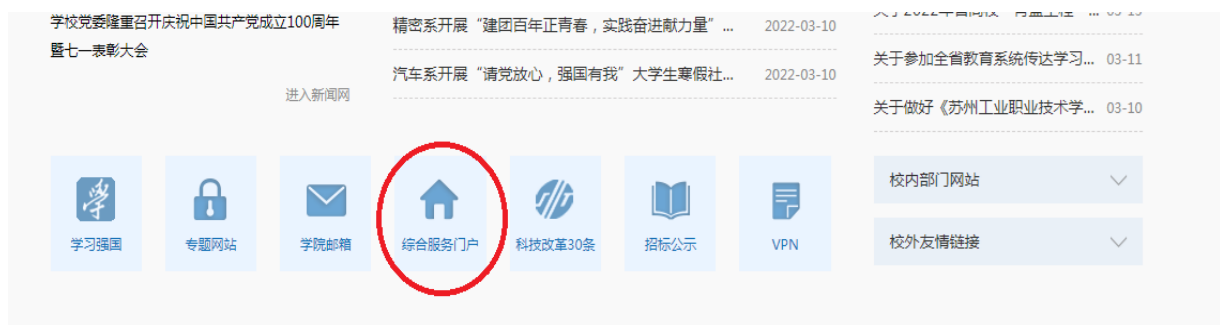 学校党委隆重召开庆祝中国共产党成立100周年
暨七一表彰大会
进入新闻网
精密系开展“建团百年正青春，实践奋进献力量”... 2022-03-10
汽车系开展“请党放心，强国有我”大学生寒假社... 2022-03-10
关于参加全省教育系统传达学习... 03-11
关于做好《苏州工业职业技术学... 03-10
学习强国
专题网站
学院邮箱
综合服务门户
科技改革30条
招标公示
VPN
校内部门网站
校外友情链接